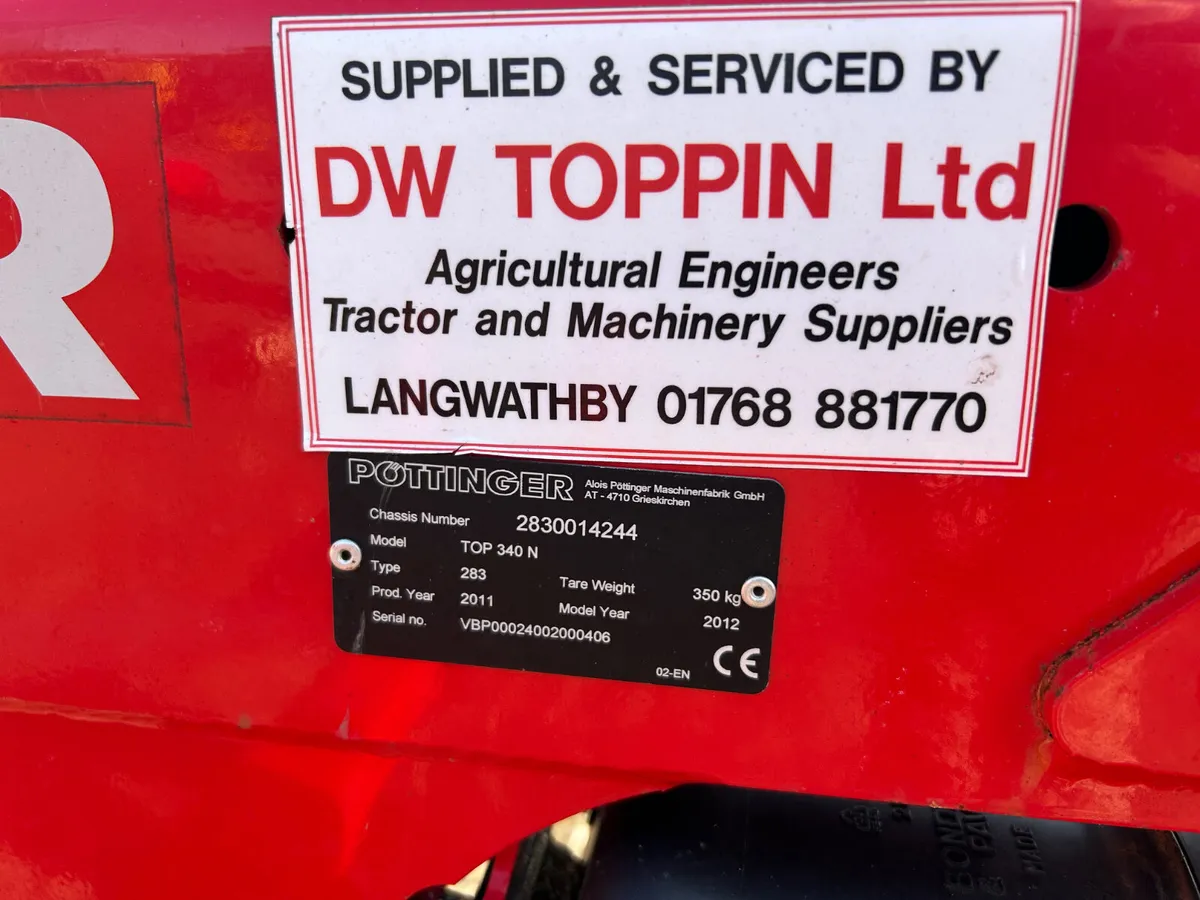 R
SUPPLIED & SERVICED BY
DW TOPPIN Ltd
Agricultural Engineers
Tractor and Machinery Suppliers
LANGWATHBY 01768 881770
PÖTTINGER
Alois Pöttinger Maschinenfabrik GmbH
AT - 4710 Grieskirchen
Chassis Number 2830014244
Model TOP 340 N
Type 283 Tare Weight 350 kg
Prod. Year 2011 Model Year 2012
Serial no. VBP00024002000406
02-EN CE
MADE